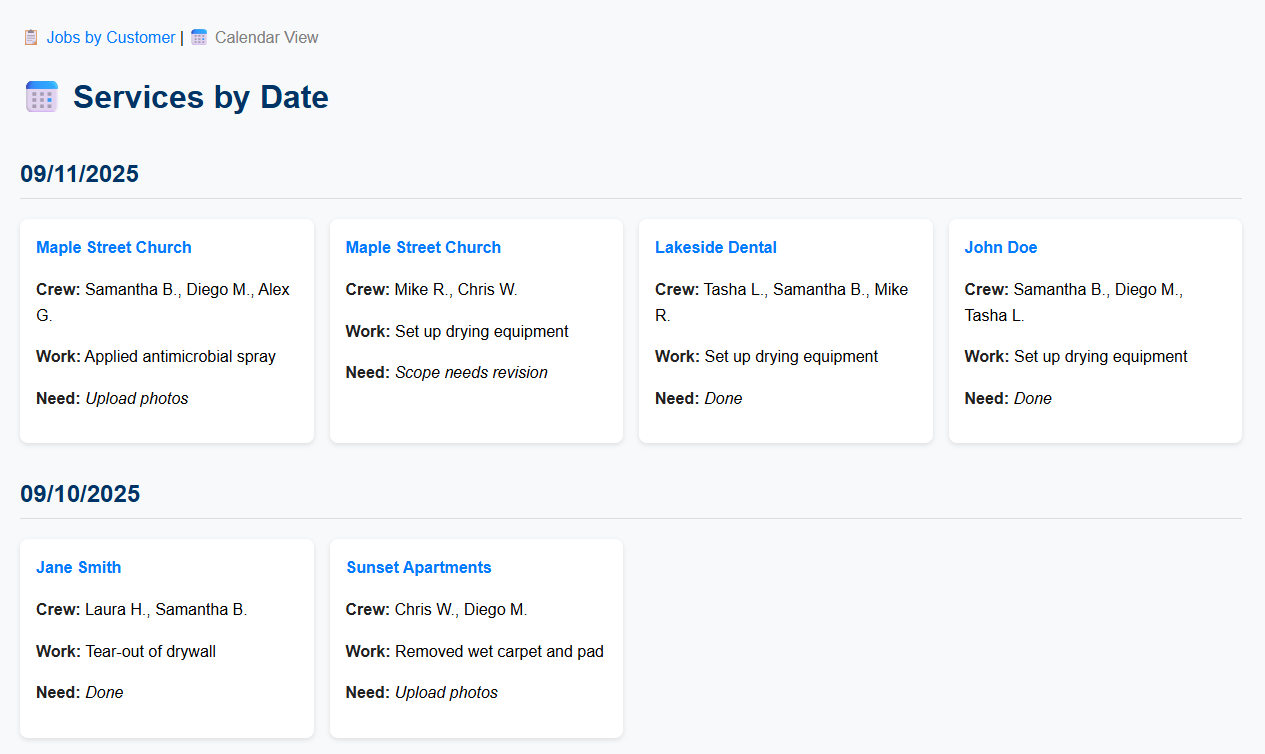 Jobs by Customer | Calendar View
Services by Date
09/11/2025
Maple Street Church
Crew: Samantha B., Diego M., Alex
G.
Work: Applied antimicrobial spray
Need: Upload photos
Maple Street Church
Crew: Mike R., Chris W.
Work: Set up drying equipment
Need: Scope needs revision
Lakeside Dental
Crew: Tasha L., Samantha B., Mike
R.
Work: Set up drying equipment
Need: Done
John Doe
Crew: Samantha B., Diego M.,
Tasha L.
Work: Set up drying equipment
Need: Done
09/10/2025
Jane Smith
Crew: Laura H., Samantha B.
Work: Tear-out of drywall
Need: Done
Sunset Apartments
Crew: Chris W., Diego M.
Work: Removed wet carpet and pad
Need: Upload photos